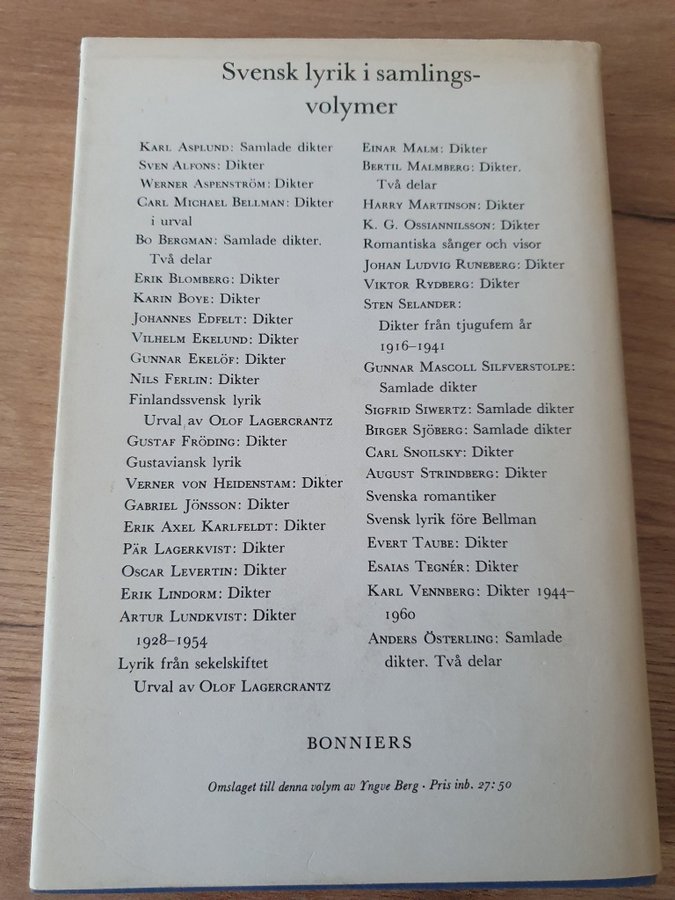 Svensk lyrik i samlings-
volymer
Karl Asplund: Samlade dikter
Sven Alfons: Dikter
Werner Aspenström: Dikter
Carl Michael Bellman: Dikter
i urval
Bo Bergman: Samlade dikter.
Två delar
Erik Blomberg: Dikter
Karin Boye: Dikter
Johannes Edfelt: Dikter
Vilhelm Ekelund: Dikter
Gunnar Ekelöf: Dikter
Nils Ferlin: Dikter
Finlandssvensk lyrik
Urval av Olof Lagercrantz
Gustaf Fröding: Dikter
Gustaviansk lyrik
Verner von Heidenstam: Dikter
Gabriel Jönsson: Dikter
Erik Axel Karlfeldt: Dikter
Pär Lagerkvist: Dikter
Oscar Levertin: Dikter
Erik Lindorm: Dikter
Artur Lundkvist: Dikter
1928–1954
Lyrik från sekelskiftet
Urval av Olof Lagercrantz
Einar Malm: Dikter
Bertil Malmberg: Dikter.
Två delar
Harry Martinson: Dikter
K. G. Ossiannilsson: Dikter
Romantiska sånger och visor
Johan Ludvig Runeberg: Dikter
Viktor Rydberg: Dikter
Sten Selander:
Dikter från tjugufem år
1916–1941
Gunnar Mascoll Silfverstolpe:
Samlade dikter
Sigfrid Siwertz: Samlade dikter
Birger Sjöberg: Samlade dikter
Carl Snoilsky: Dikter
August Strindberg: Dikter
Svenska romantiker
Svensk lyrik före Bellman
Evert Taube: Dikter
Esaias Tegnér: Dikter
Karl Vennberg: Dikter 1944–
1960
Anders Österling: Samlade
dikter. Två delar
BONNIERS
Omslaget till denna volym av Yngve Berg · Pris inb. 27:50